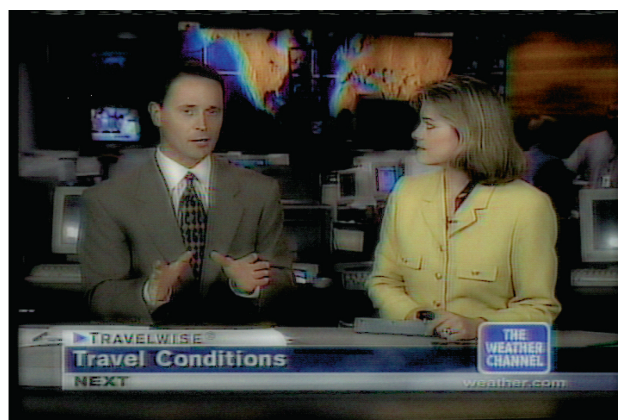 TRAVELWISE®
Travel Conditions
NEXT
THE
WEATHER
CHANNEL
weather.com